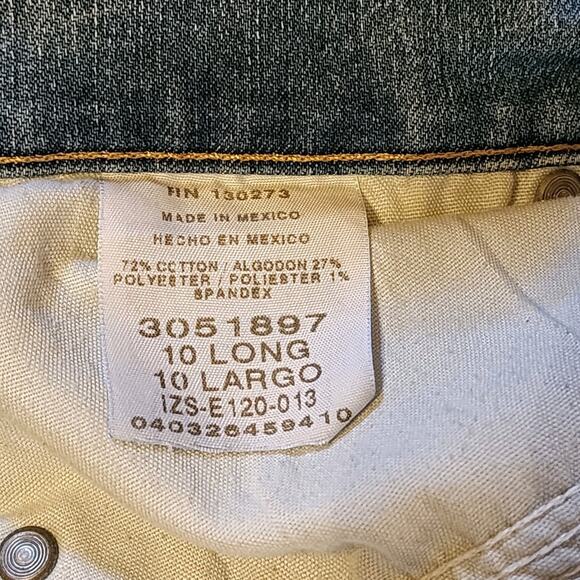 RN 130273
MADE IN MEXICO
HECHO EN MEXICO
72% COTTON / ALGODON 27%
POLYESTER / POLIESTER 1%
SPANDEX
3051897
10 LONG
10 LARGO
IZS-E120-013
040326459410